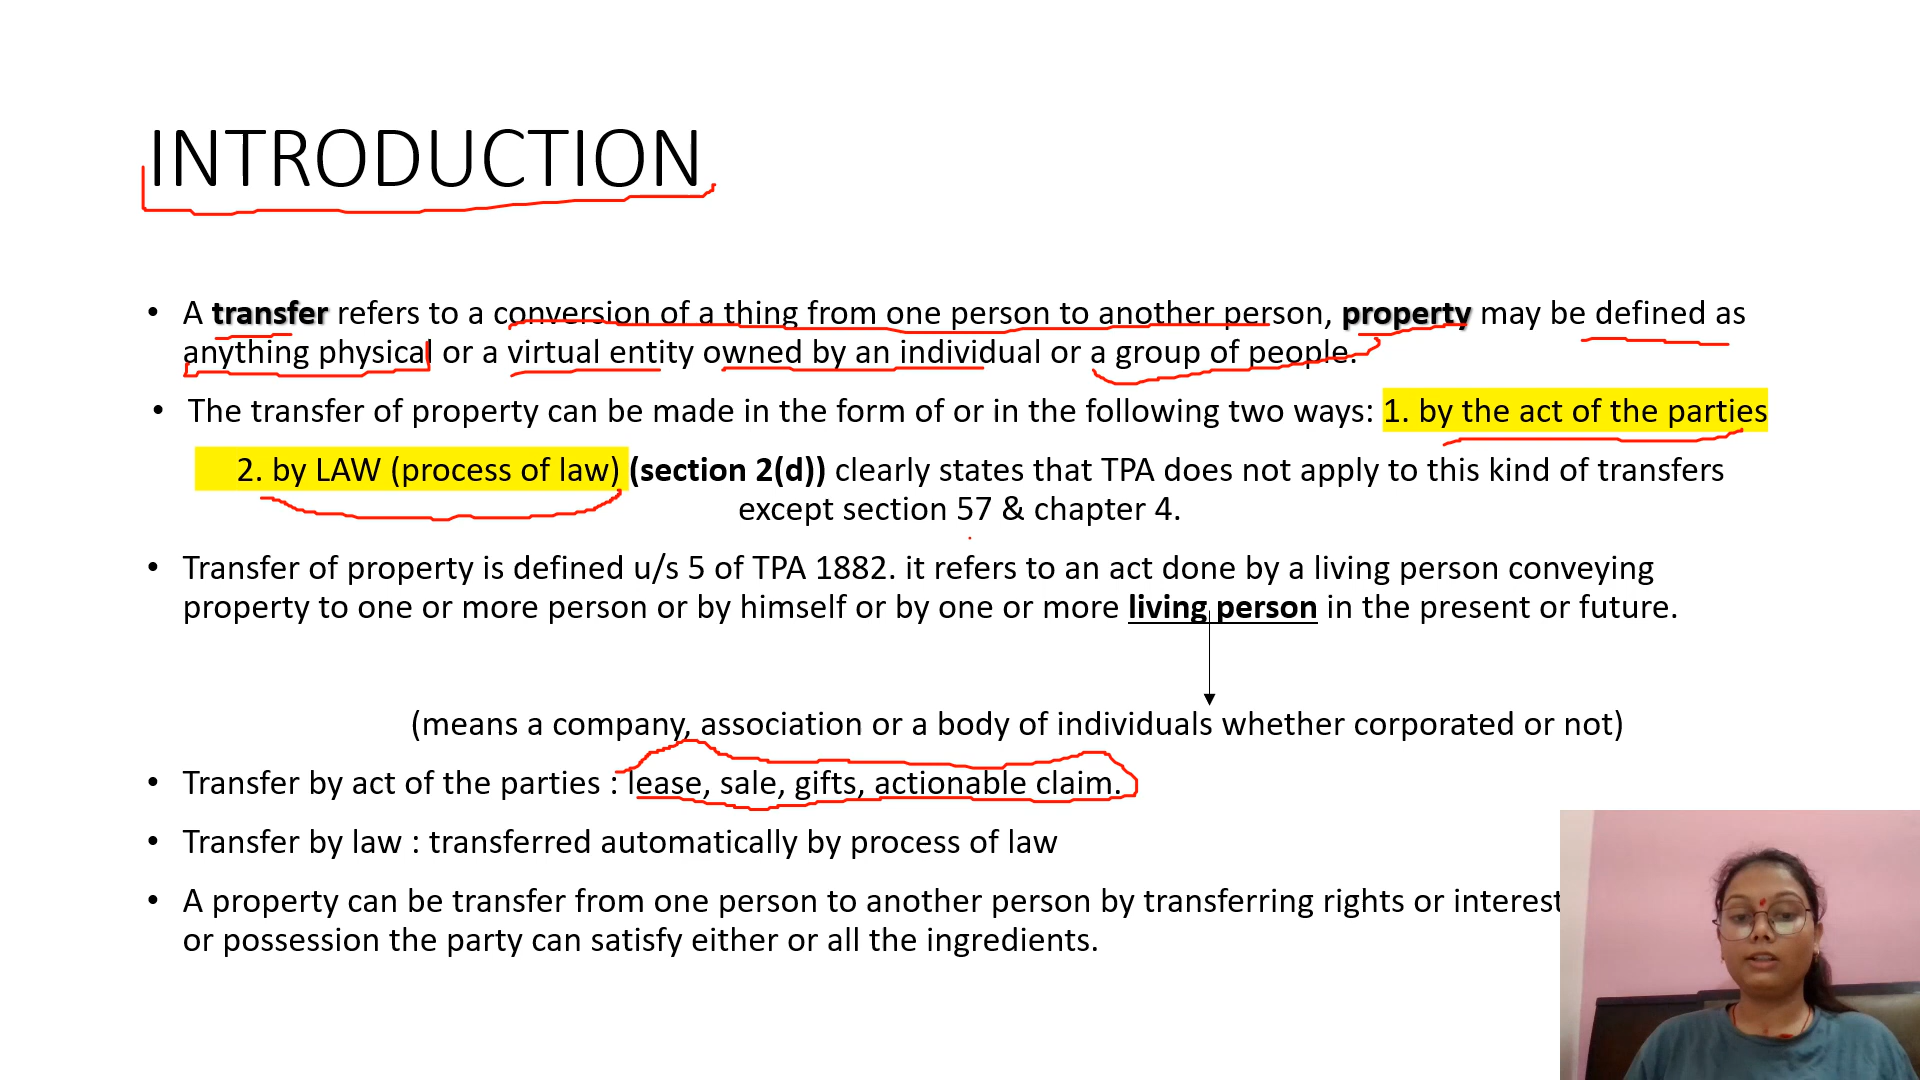 INTRODUCTION
• A transfer refers to a conversion of a thing from one person to another person, property may be defined as
anything physical or a virtual entity owned by an individual or a group of people.
• The transfer of property can be made in the form of or in the following two ways: 1. by the act of the parties
2. by LAW (process of law) (section 2(d)) clearly states that TPA does not apply to this kind of transfers
except section 57 & chapter 4.
• Transfer of property is defined u/s 5 of TPA 1882. it refers to an act done by a living person conveying
property to one or more person or by himself or by one or more living person in the present or future.
(means a company, association or a body of individuals whether corporated or not)
• Transfer by act of the parties : lease, sale, gifts, actionable claim.
• Transfer by law : transferred automatically by process of law
• A property can be transfer from one person to another person by transferring rights or interest
or possession the party can satisfy either or all the ingredients.